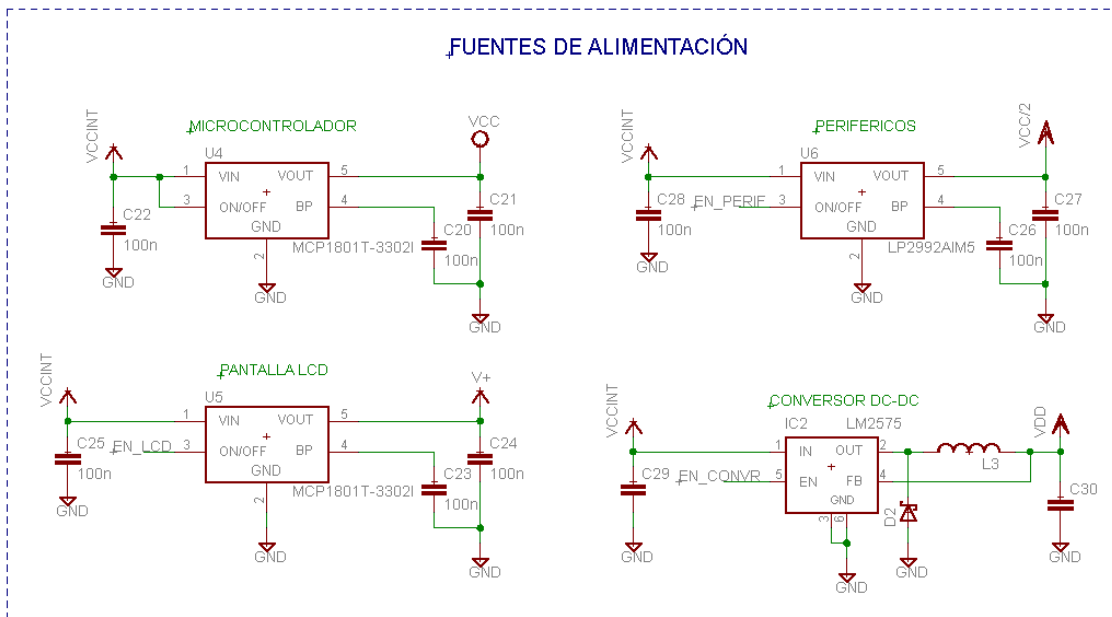 FUENTES DE ALIMENTACIÓN
MICROCONTROLADOR
VCCINT
VCC
U4
1
VIN
VOUT
5
3
ON/OFF
BP
4
GND
2
C22
100n
GND
MCP1801T-3302I
GND
C20
100n
C21
100n
GND
PERIFERICOS
VCCINT
VCC/2
U6
1
VIN
VOUT
5
EN_PERIF
3
ON/OFF
BP
4
GND
2
C28
100n
GND
LP2992AIM5
GND
C26
100n
C27
100n
GND
PANTALLA LCD
VCCINT
V+
U5
1
VIN
VOUT
5
EN_LCD
3
ON/OFF
BP
4
GND
2
C25
100n
GND
MCP1801T-3302I
GND
C23
100n
C24
100n
GND
CONVERSOR DC-DC
VCCINT
VDD
IC2
LM2575
1
IN
OUT
2
EN_CONVR
5
EN
FB
4
GND
3
6
C29
GND
GND
D2
GND
L3
C30
GND